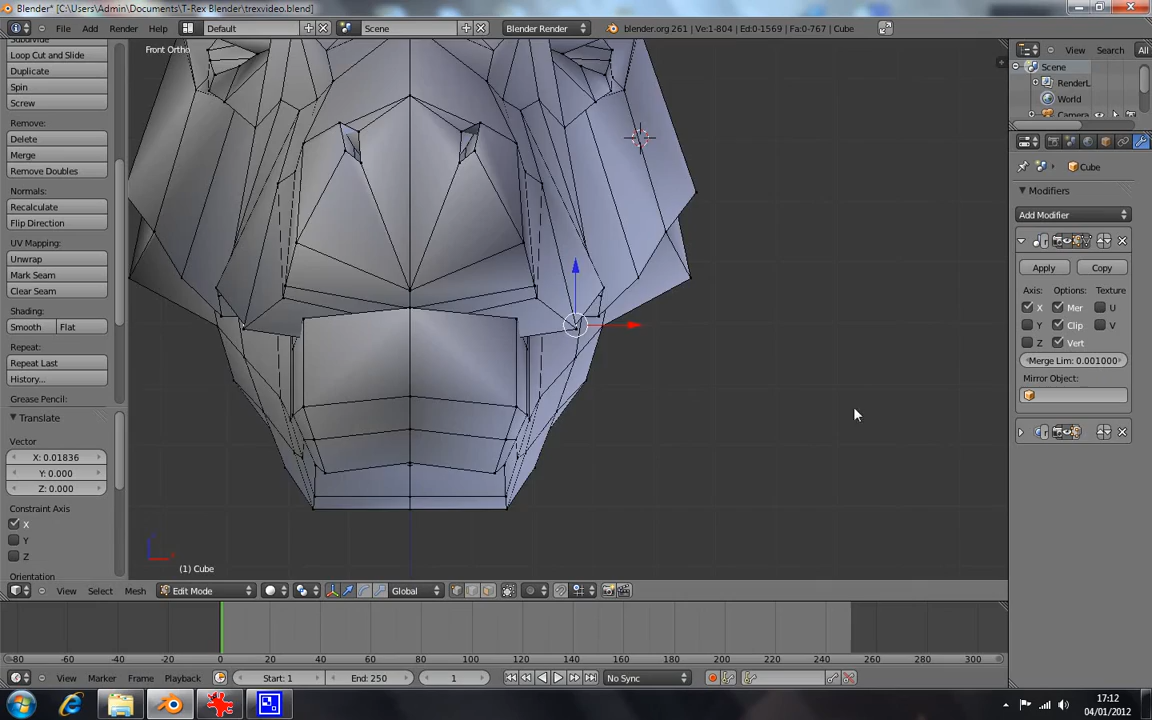 Blender* [C:\Users\Admin\Documents\T-Rex Blender\trexvideo.blend]
File Add Render Help Default Scene Blender Render blender.org 261 | Ve:1-804 | Ed:0-1569 | Fa:0-767 | Cube
Front Ortho
Loop Cut and Slide
Duplicate
Spin
Screw
Remove:
Delete
Merge
Remove Doubles
Normals:
Recalculate
Flip Direction
UV Mapping:
Unwrap
Mark Seam
Clear Seam
Shading:
Smooth Flat
Repeat:
Repeat Last
History...
Grease Pencil:
Translate
Vector
X: 0.01836
Y: 0.000
Z: 0.000
Constraint Axis
X
Y
Z
Orientation
(1) Cube
View Search All
Scene
RenderL
World
Camera
Cube
Modifiers
Add Modifier
Apply Copy
Axis: Options: Texture
X Mer U
Y Clip V
Z Vert
Merge Lim: 0.001000
Mirror Object:
View Select Mesh Edit Mode Global
-80 -60 -40 -20 0 20 40 60 80 100 120 140 160 180 200 220 240 260 280 300
View Marker Frame Playback Start: 1 End: 250 1 No Sync
17:12
04/01/2012